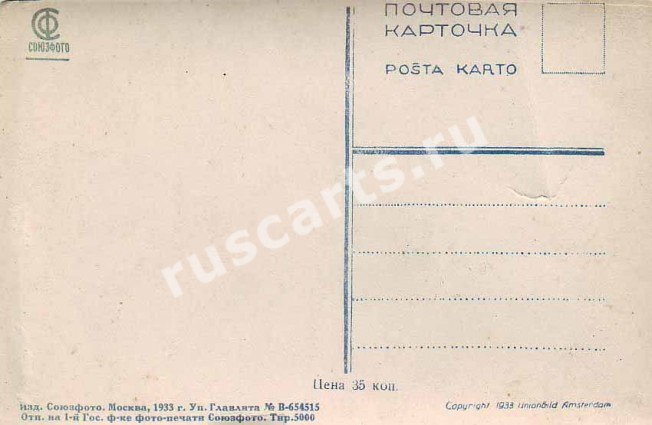 СФ
СОЮЗФОТО
ПОЧТОВАЯ
КАРТОЧКА
POŜTA KARTO
ruscarts.ru
Цена 35 коп.
изд. Союзфото. Москва, 1933 г. Уп. Главлита № В-654515
Отп. на 1-й Гос. ф-ке фото-печати Союзфото. Тир.5000
Copyright 1933 Unionbild Amsterdam